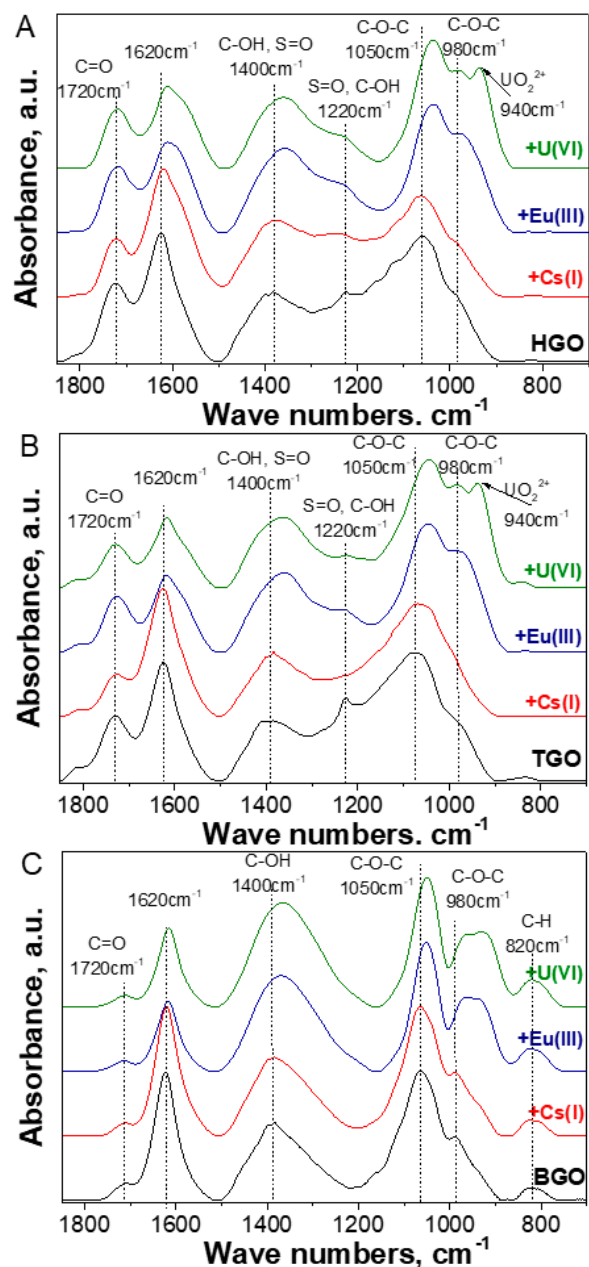 A
C=O
1720cm⁻¹
1620cm⁻¹
C-OH, S=O
1400cm⁻¹
S=O, C-OH
1220cm⁻¹
C-O-C
1050cm⁻¹
C-O-C
980cm⁻¹
UO₂²⁺
940cm⁻¹
+U(VI)
+Eu(III)
+Cs(I)
HGO
Absorbance, a.u.
1800 1600 1400 1200 1000 800
Wave numbers. cm⁻¹
B
C=O
1720cm⁻¹
1620cm⁻¹
C-OH, S=O
1400cm⁻¹
S=O, C-OH
1220cm⁻¹
C-O-C
1050cm⁻¹
C-O-C
980cm⁻¹
UO₂²⁺
940cm⁻¹
+U(VI)
+Eu(III)
+Cs(I)
TGO
Absorbance, a.u.
1800 1600 1400 1200 1000 800
Wave numbers. cm⁻¹
C
C=O
1720cm⁻¹
1620cm⁻¹
C-OH
1400cm⁻¹
C-O-C
1050cm⁻¹
C-O-C
980cm⁻¹
C-H
820cm⁻¹
+U(VI)
+Eu(III)
+Cs(I)
BGO
Absorbance, a.u.
1800 1600 1400 1200 1000 800
Wave numbers, cm⁻¹